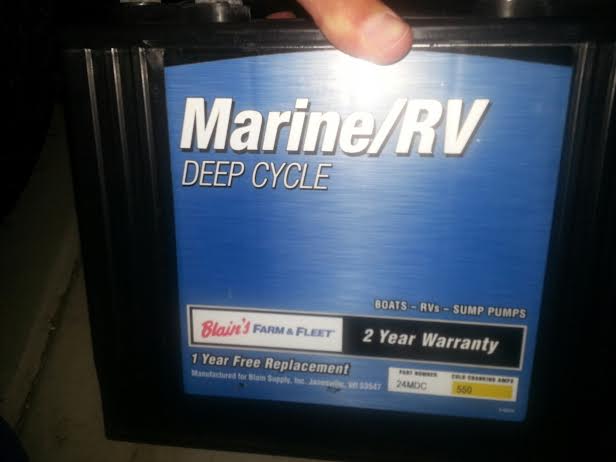 Marine/RV
DEEP CYCLE
BOATS - RVs - SUMP PUMPS
Blain's FARM & FLEET
2 Year Warranty
1 Year Free Replacement
Manufactured for Blain Supply, Inc. Janesville, WI 53547
PART NUMBER
24MDC
COLD CRANKING AMPS
550